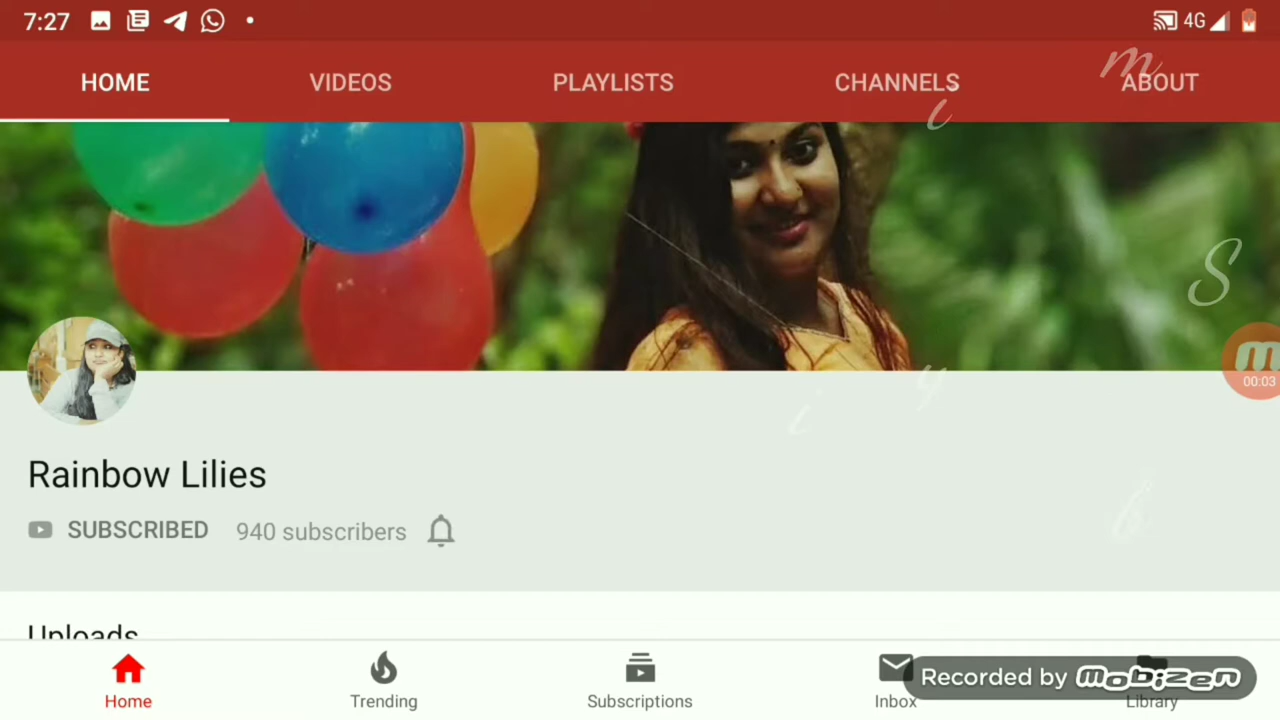 7:27 4G
HOME VIDEOS PLAYLISTS CHANNELS ABOUT
m
i
S
m
00:03
y
i
Rainbow Lilies
SUBSCRIBED 940 subscribers
Uploads
Home Trending Subscriptions Inbox Library
Recorded by mobizen